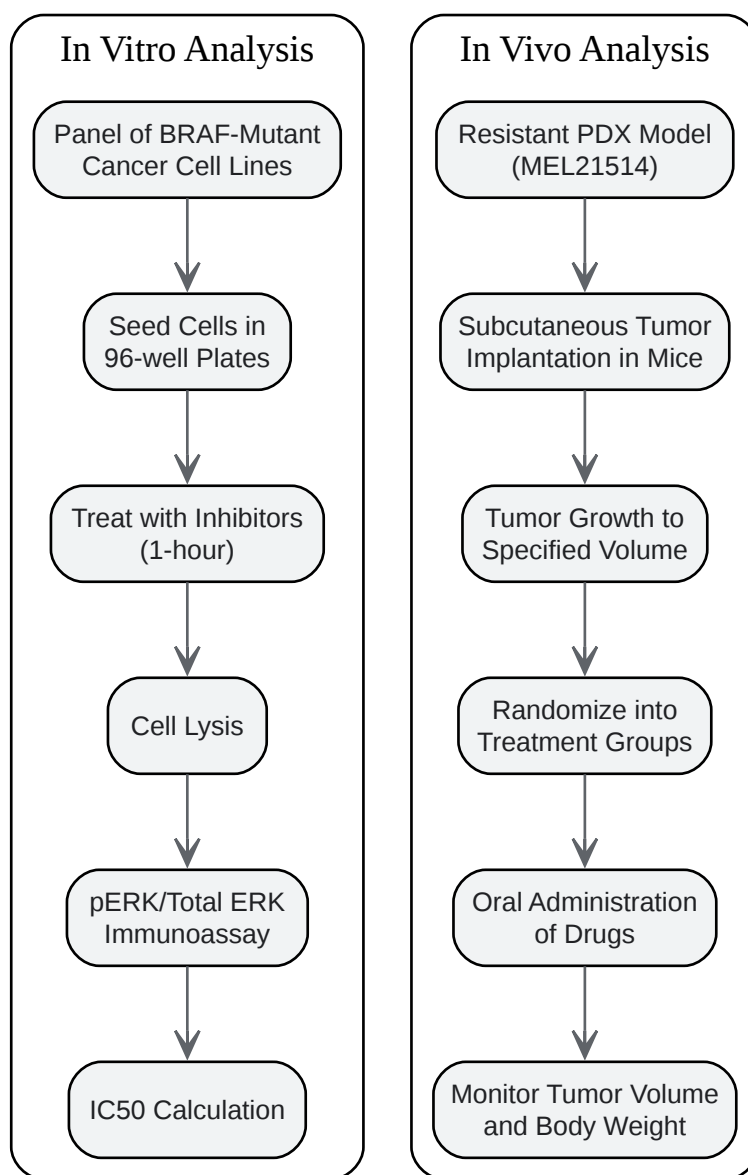 In Vitro Analysis
Panel of BRAF-Mutant
Cancer Cell Lines
Seed Cells in
96-well Plates
Treat with Inhibitors
(1-hour)
Cell Lysis
pERK/Total ERK
Immunoassay
IC50 Calculation
In Vivo Analysis
Resistant PDX Model
(MEL21514)
Subcutaneous Tumor
Implantation in Mice
Tumor Growth to
Specified Volume
Randomize into
Treatment Groups
Oral Administration
of Drugs
Monitor Tumor Volume
and Body Weight